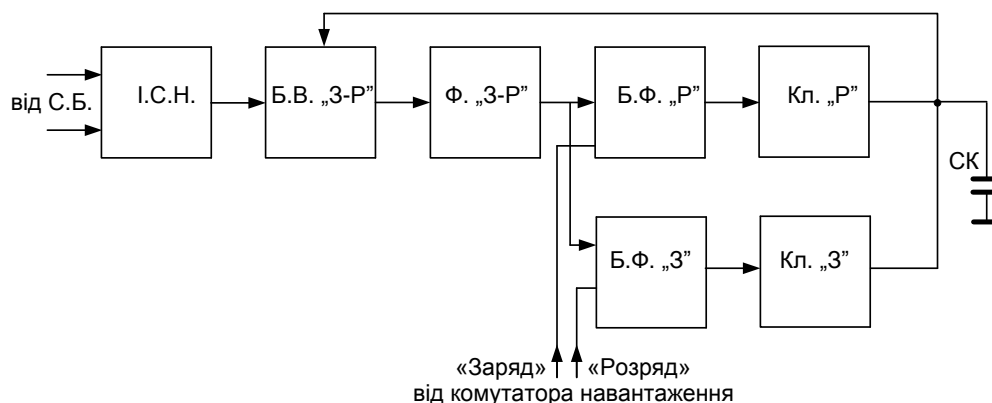 від С.Б.
І.С.Н.
Б.В. „З-Р”
Ф. „З-Р”
Б.Ф. „Р”
Кл. „Р”
СК
Б.Ф. „З”
Кл. „З”
«Заряд»
«Розряд»
від комутатора навантаження